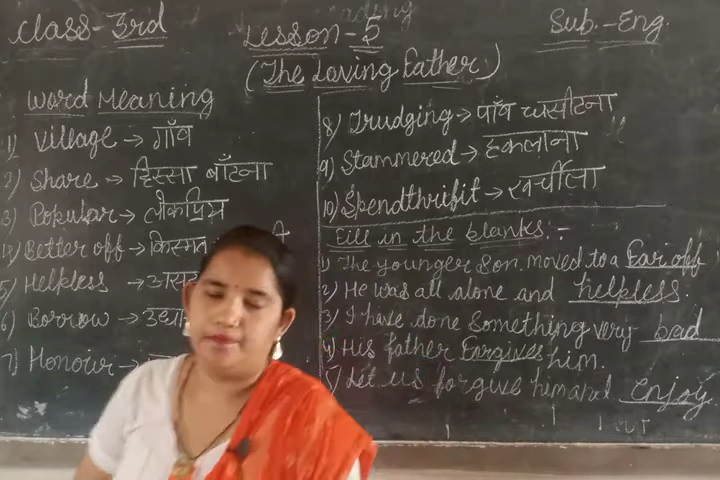 Class-3rd
Lesson-5
Sub.-Eng.
(The Loving Father)
Word Meaning
1) Village → गाँव
2) Share → हिस्सा बाँटना
3) Popular → लोकप्रिय
4) Better off → किस्मत
5) Helpless →
6) Borrow →
7) Honour →
8) Trudging → पाँव घसीटना
9) Stammered → हकलाना
10) Spendthrift → खर्चीला
Fill in the blanks:-
1) The younger son moved to a far off
2) He was all alone and helpless.
3) I have done something very bad
4) His father forgives him.
5) Let us forgive him and enjoy